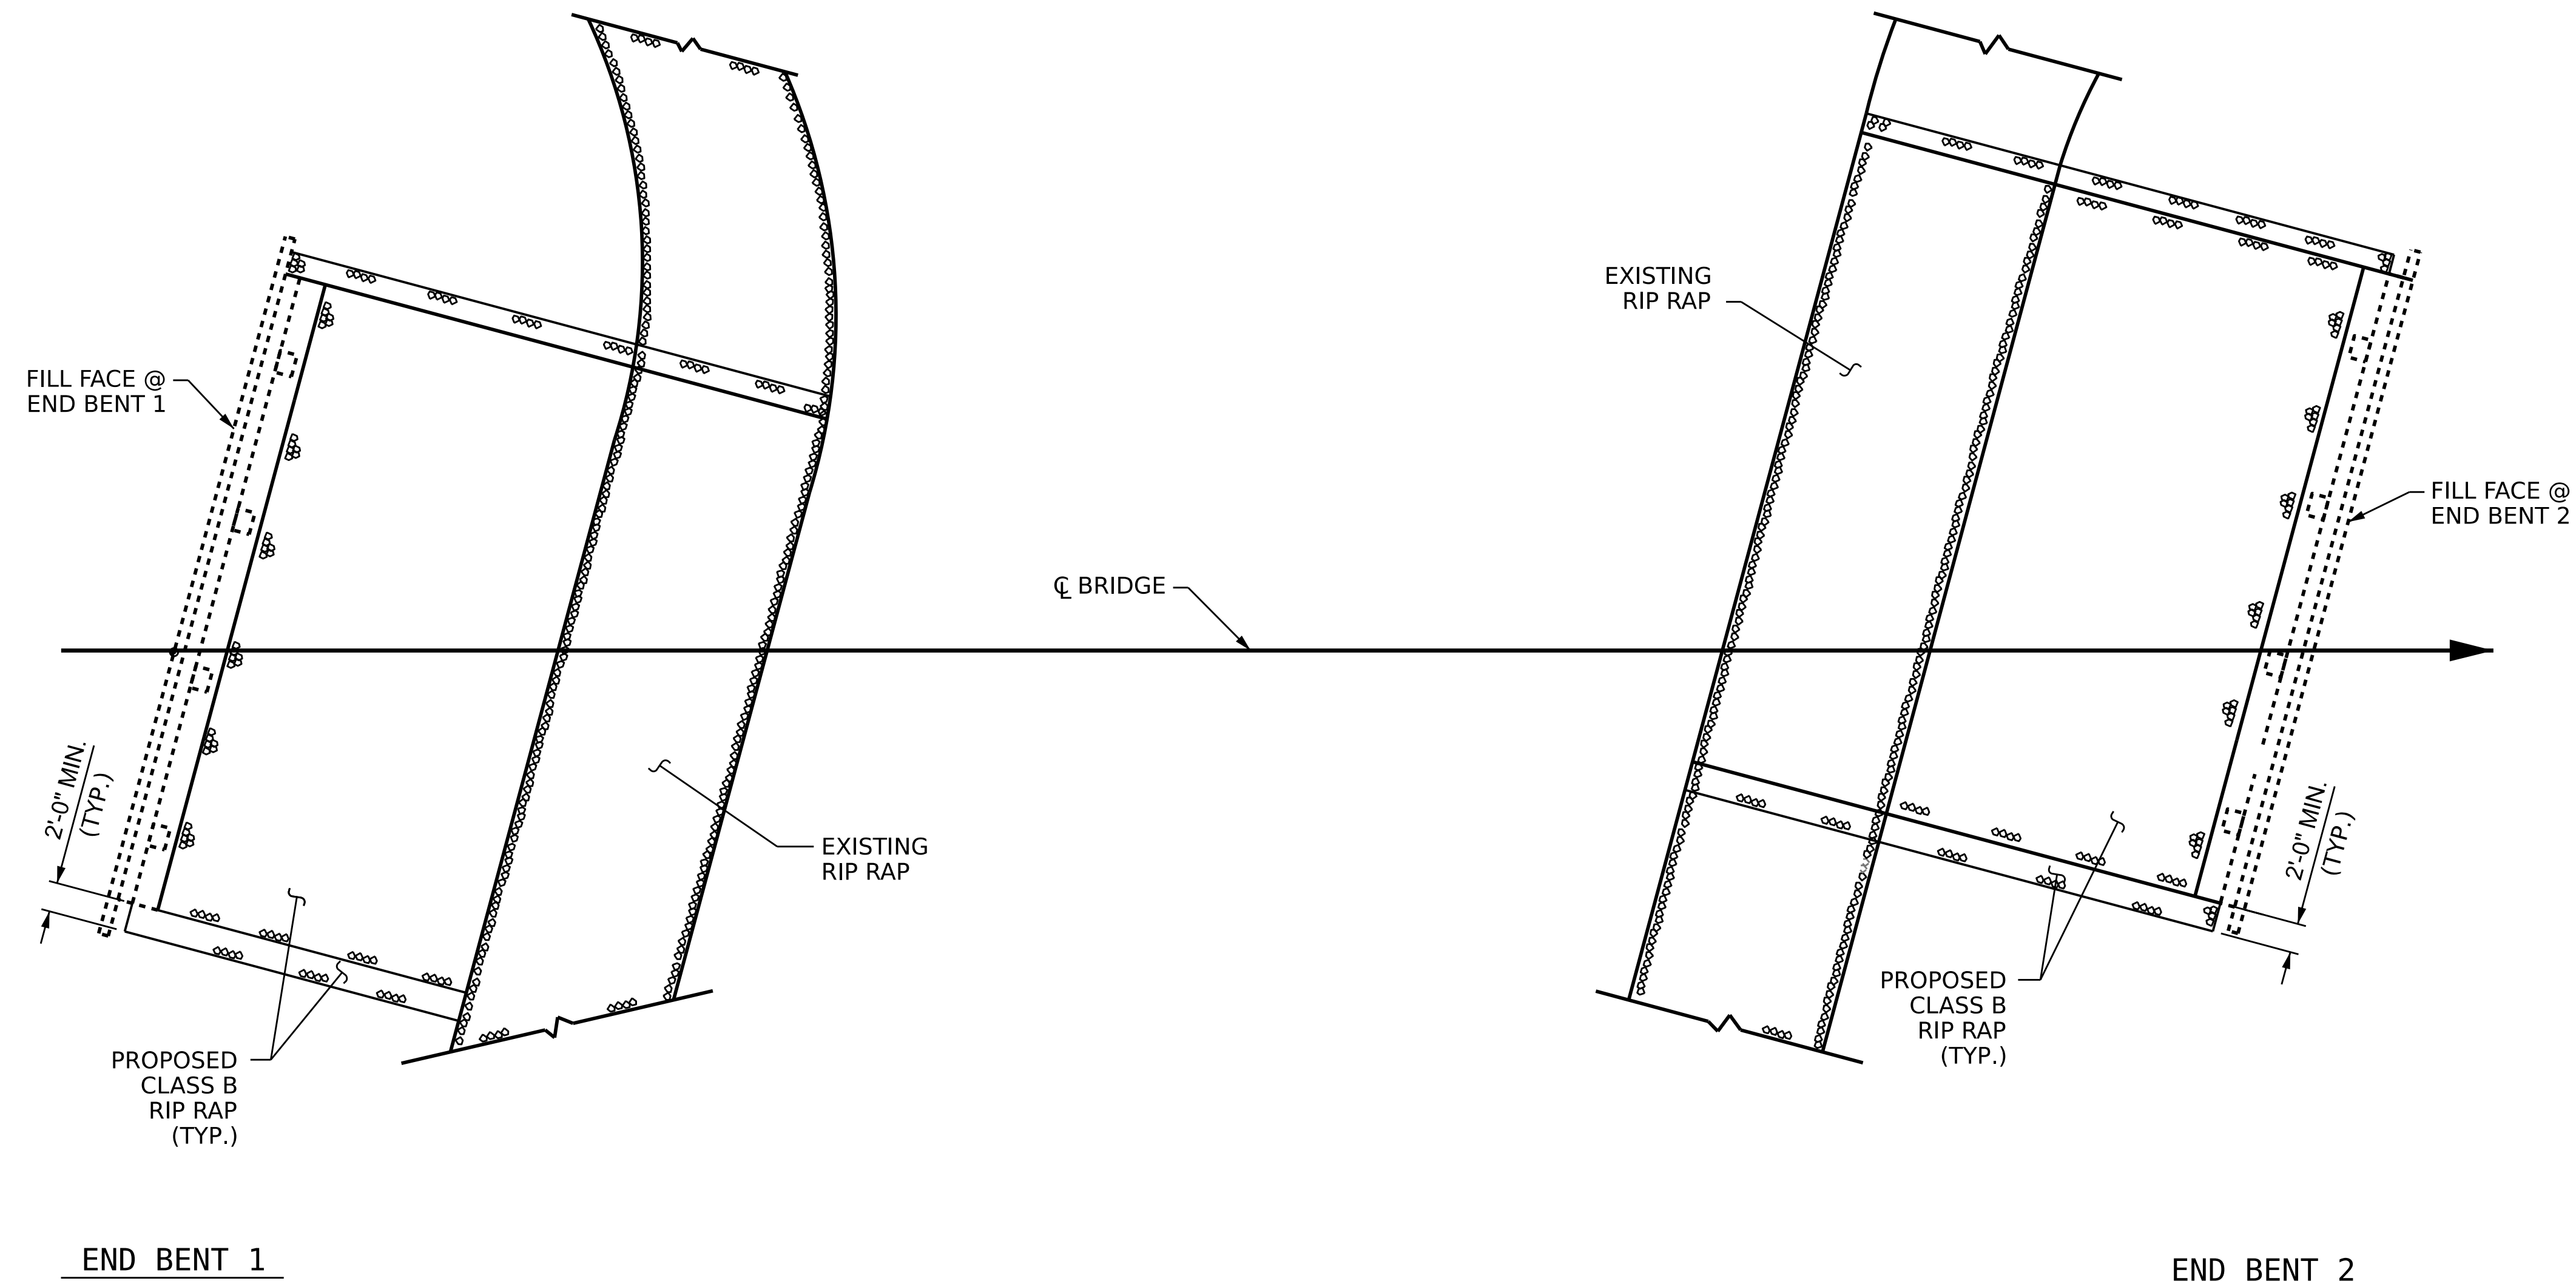 EXISTING
RIP RAP
FILL FACE @
END BENT 1
FILL FACE @
END BENT 2
℄ BRIDGE
2'-0" MIN.
(TYP.)
2'-0" MIN.
(TYP.)
EXISTING
RIP RAP
PROPOSED
CLASS B
RIP RAP
(TYP.)
PROPOSED
CLASS B
RIP RAP
(TYP.)
END BENT 1
END BENT 2